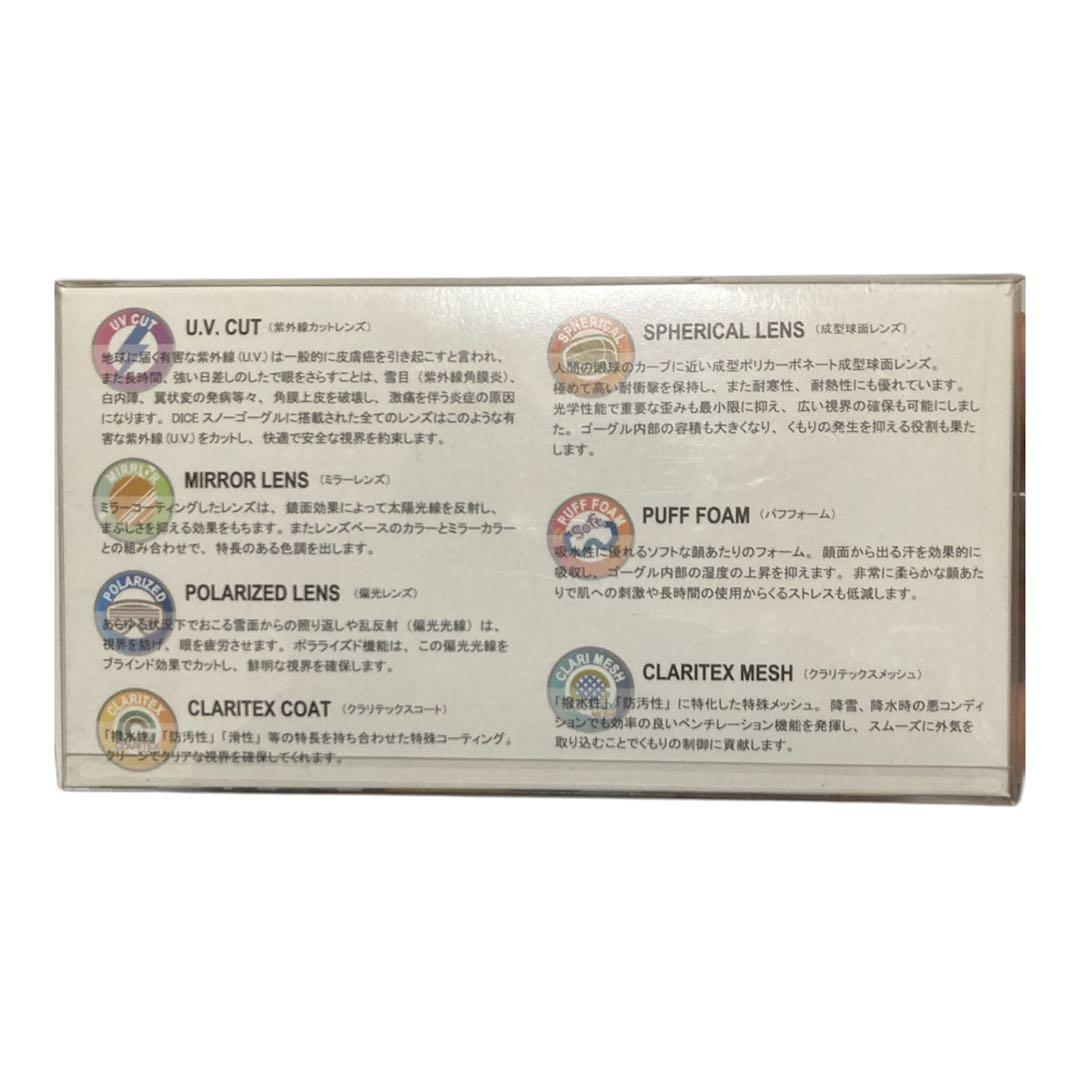 UV CUT
U.V. CUT（紫外線カットレンズ）
地球に届く有害な紫外線(U.V.)は一般的に皮膚癌を引き起こすと言われ、
また長時間、強い日差しのしたで眼をさらすことは、雪目（紫外線角膜炎）、
白内障、翼状変の発病等々、角膜上皮を破壊し、激痛を伴う炎症の原因
になります。DICE スノーゴーグルに搭載された全てのレンズはこのような有
害な紫外線(U.V.)をカットし、快適で安全な視界を約束します。
MIRROR
MIRROR LENS（ミラーレンズ）
ミラーコーティングしたレンズは、鏡面効果によって太陽光線を反射し、
まぶしさを抑える効果をもちます。またレンズベースのカラーとミラーカラー
との組み合わせで、特長のある色調を出します。
POLARIZED
POLARIZED LENS（偏光レンズ）
あらゆる状況下でおこる雪面からの照り返しや乱反射（偏光光線）は、
視界を妨げ、眼を疲労させます。ポラライズド機能は、この偏光光線を
ブラインド効果でカットし、鮮明な視界を確保します。
CLARITEX
CLARITEX COAT（クラリテックスコート）
「撥水性」「防汚性」「滑性」等の特長を持ち合わせた特殊コーティング。
クリーンでクリアな視界を確保してくれます。
SPHERICAL
SPHERICAL LENS（成型球面レンズ）
人間の眼球のカーブに近い成型ポリカーボネート成型球面レンズ。
極めて高い耐衝撃を保持し、また耐寒性、耐熱性にも優れています。
光学性能で重要な歪みも最小限に抑え、広い視界の確保も可能にしまし
た。ゴーグル内部の容積も大きくなり、くもりの発生を抑える役割も果た
します。
PUFF FOAM
Soft
PUFF FOAM（パフフォーム）
吸水性に優れるソフトな顔あたりのフォーム。顔面から出る汗を効果的に
吸収し、ゴーグル内部の湿度の上昇を抑えます。非常に柔らかな顔あた
りで肌への刺激や長時間の使用からくるストレスも低減します。
CLARI MESH
CLARITEX MESH（クラリテックスメッシュ）
「撥水性」「防汚性」に特化した特殊メッシュ。降雪、降水時の悪コンディ
ションでも効率の良いベンチレーション機能を発揮し、スムーズに外気を
取り込むことでくもりの制御に貢献します。